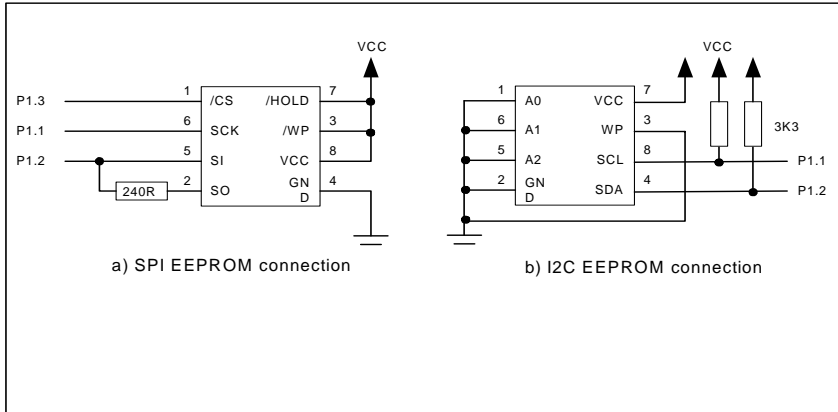 VCC
1 /CS /HOLD 7
P1.3
6 SCK /WP 3
P1.1
5 SI VCC 8
P1.2
240R 2 SO GN D 4
a) SPI EEPROM connection
VCC
1 A0 VCC 7
6 A1 WP 3
3K3
5 A2 SCL 8
P1.1
2 GN D SDA 4
P1.2
b) I2C EEPROM connection